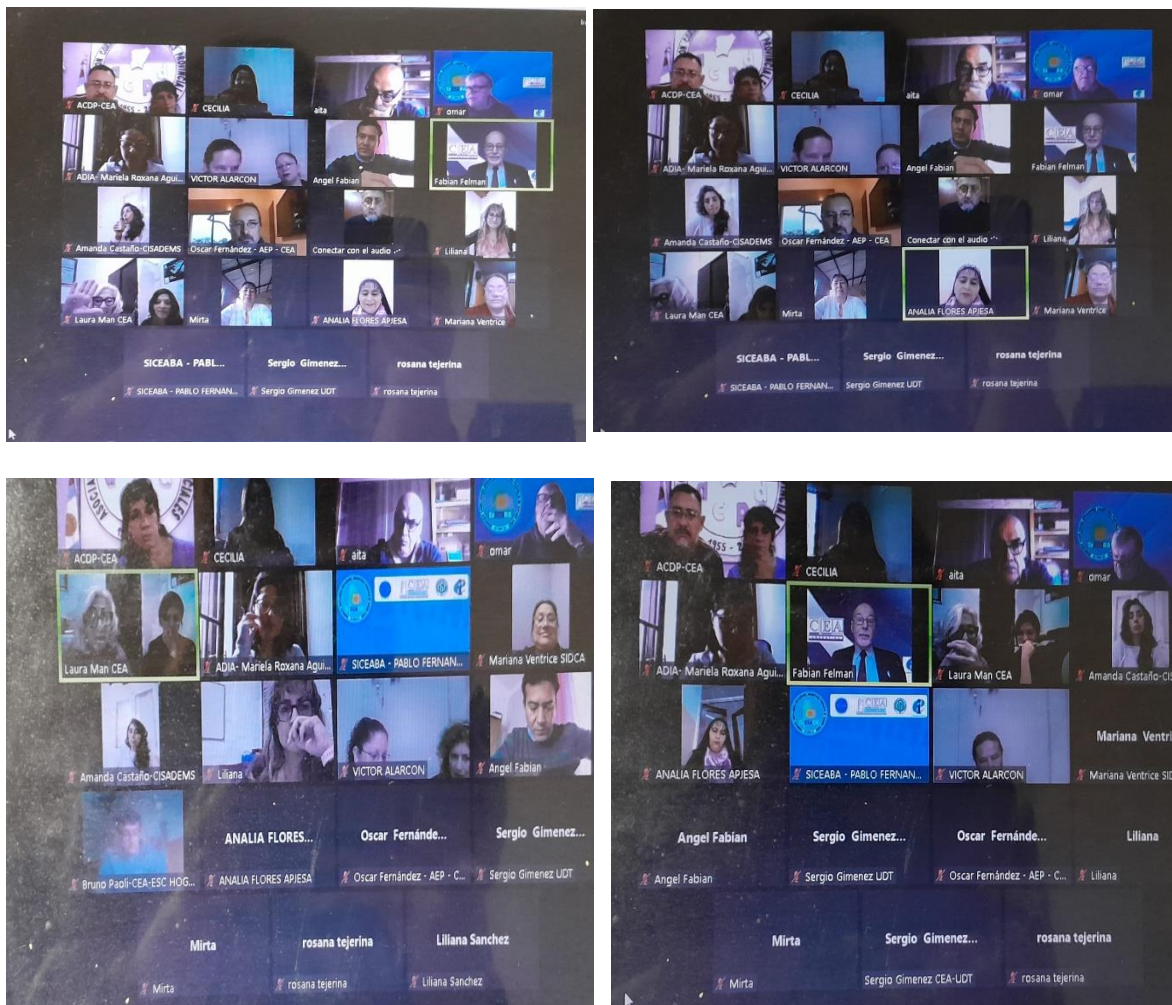 ACDP-CEA
1955 - 2
CECILIA
aita
omar
ADIA- Mariela Roxana Agui...
VICTOR ALARCON
Angel Fabian
CEA
Fabian Felman
Amanda Castaño-CISADEMS
Oscar Fernández - AEP - CEA
Conectar con el audio
Liliana
Laura Man CEA
Mirta
ANALIA FLORES APJESA
Mariana Ventrice
SICEABA - PABL...
Sergio Gimenez...
rosana tejerina
SICEABA - PABLO FERNAN...
Sergio Gimenez UDT
rosana tejerina
ACDP-CEA
CECILIA
aita
omar
ADIA- Mariela Roxana Agui...
VICTOR ALARCON
Angel Fabian
CEA
Fabian Felman
Amanda Castaño-CISADEMS
Oscar Fernández - AEP - CEA
Conectar con el audio
Liliana
Laura Man CEA
Mirta
ANALIA FLORES APJESA
Mariana Ventrice
SICEABA - PABL...
Sergio Gimenez...
rosana tejerina
SICEABA - PABLO FERNAN...
Sergio Gimenez UDT
rosana tejerina
ACDP-CEA
CECILIA
aita
omar
Laura Man CEA
ADIA- Mariela Roxana Agui...
CEA
SICEABA - PABLO FERNAN...
Mariana Ventrice SIDCA
Amanda Castaño-CISADEMS
Liliana
VICTOR ALARCON
Angel Fabian
Bruno Paoli-CEA-ESC HOG...
ANALIA FLORES...
Oscar Fernánde...
Sergio Gimenez...
ANALIA FLORES APJESA
Oscar Fernández - AEP - C...
Sergio Gimenez UDT
Mirta
rosana tejerina
Liliana Sanchez
Mirta
rosana tejerina
Liliana Sanchez
1955 - 2
ACDP-CEA
CECILIA
aita
omar
ADIA- Mariela Roxana Agui...
CEA
Fabian Felman
Laura Man CEA
Amanda Castaño-CI
ANALIA FLORES APJESA
CEA
SICEABA - PABLO FERNAN...
VICTOR ALARCON
Mariana Ventri
Mariana Ventrice SID
Angel Fabian
Sergio Gimenez...
Oscar Fernánde...
Liliana
Angel Fabian
Sergio Gimenez UDT
Oscar Fernández - AEP - C...
Liliana
Mirta
Sergio Gimenez...
rosana tejerina
Mirta
Sergio Gimenez CEA-UDT
rosana tejerina